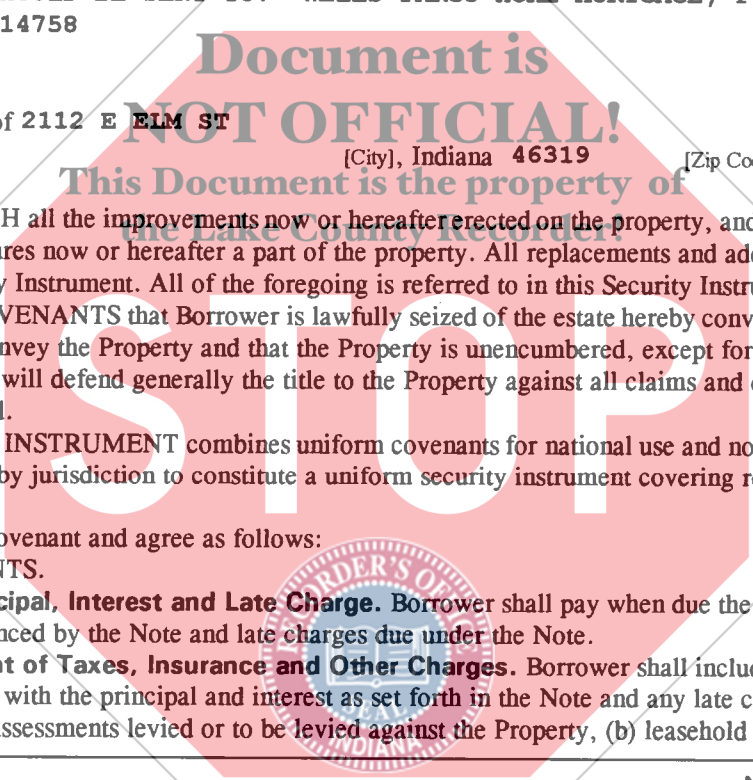 14758
Document is
NOT OFFICIAL!
of 2112 E ELM ST
[City], Indiana 46319 [Zip Co
This Document is the property of
the Lake County Recorder!
H all the improvements now or hereafter erected on the property, and
ures now or hereafter a part of the property. All replacements and ad
y Instrument. All of the foregoing is referred to in this Security Instr
VENANTS that Borrower is lawfully seized of the estate hereby conv
nvey the Property and that the Property is unencumbered, except for
will defend generally the title to the Property against all claims and
d.
INSTRUMENT combines uniform covenants for national use and no
by jurisdiction to constitute a uniform security instrument covering r
STOP
ovenant and agree as follows:
NTS.
cipal, Interest and Late Charge. Borrower shall pay when due the
nced by the Note and late charges due under the Note.
nt of Taxes, Insurance and Other Charges. Borrower shall includ
with the principal and interest as set forth in the Note and any late c
assessments levied or to be levied against the Property, (b) leasehold
RECORDER'S OFFICE
SEAL
INDIANA